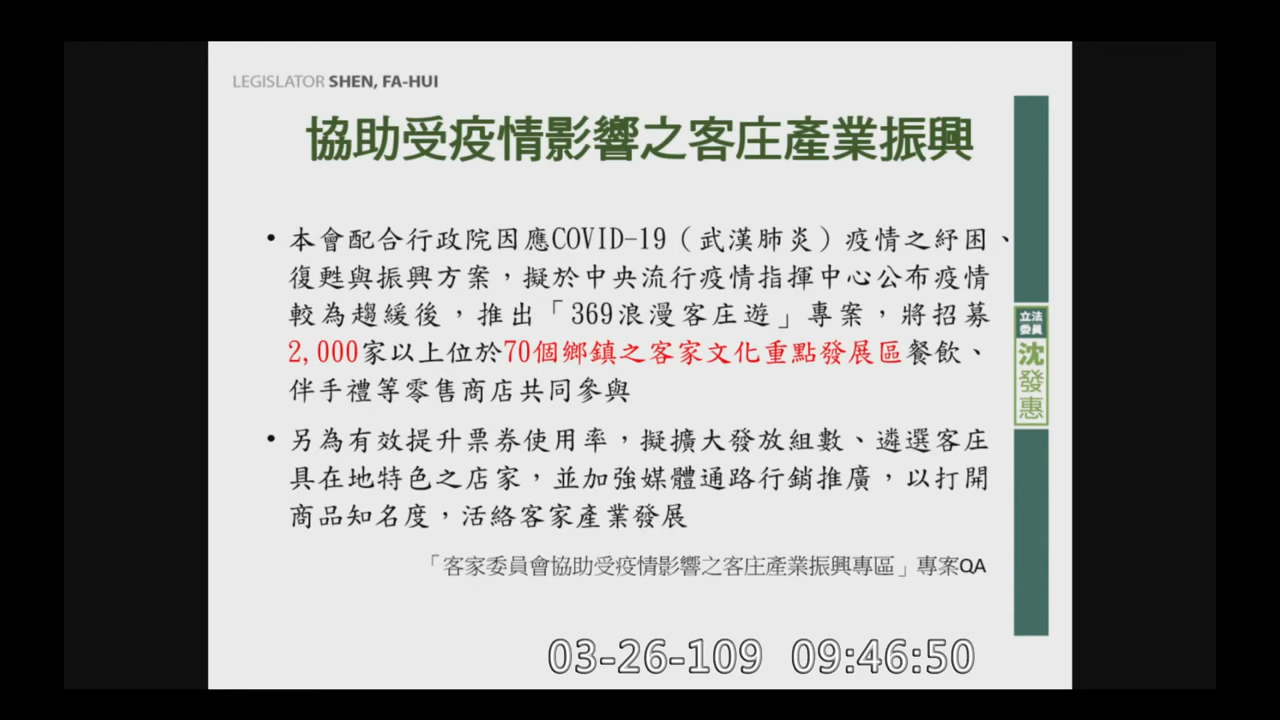 LEGISLATOR SHEN, FA-HUI
協助受疫情影響之客庄產業振興
• 本會配合行政院因應COVID-19（武漢肺炎）疫情之紓困、
復甦與振興方案，擬於中央流行疫情指揮中心公布疫情
較為趨緩後，推出「369浪漫客庄遊」專案，將招募
2,000家以上位於70個鄉鎮之客家文化重點發展區餐飲、
伴手禮等零售商店共同參與
• 另為有效提升票券使用率，擬擴大發放組數、遴選客庄
具在地特色之店家，並加強媒體通路行銷推廣，以打開
商品知名度，活絡客家產業發展
「客家委員會協助受疫情影響之客庄產業振興專區」專案QA
立法
委員
沈
發
惠
03-26-109 09:46:50